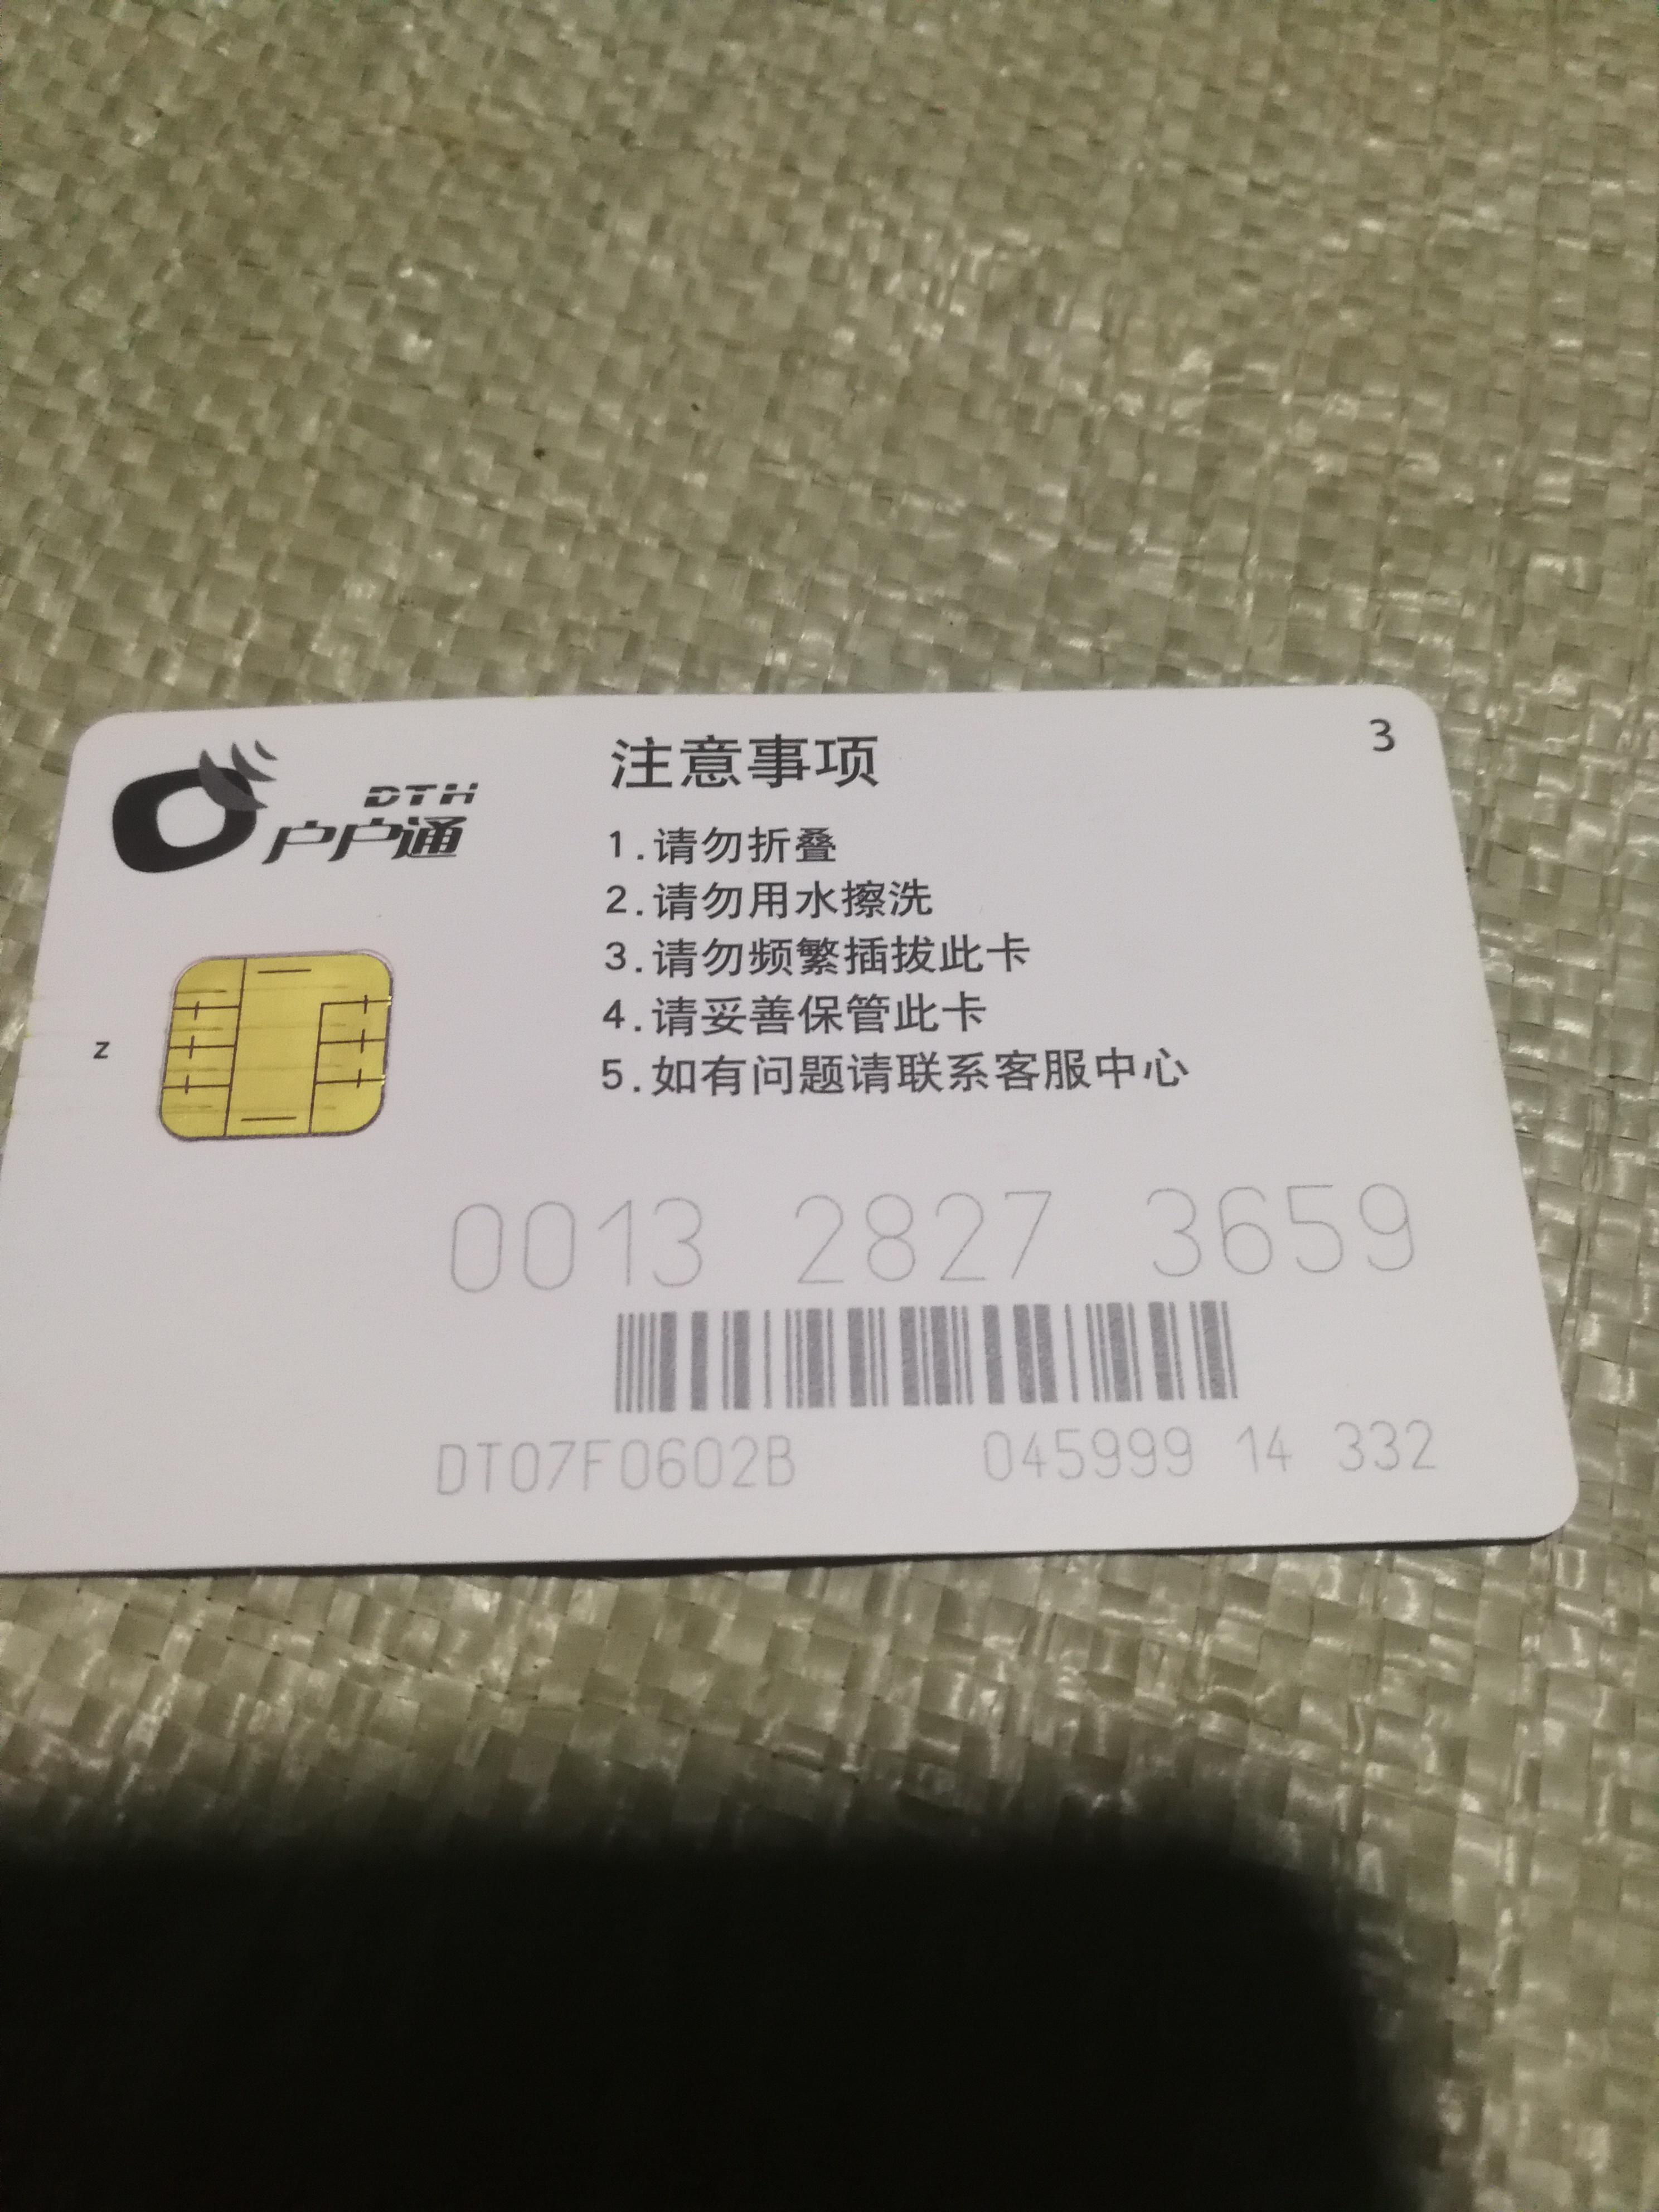 DTH
户户通
注意事项
3
1.请勿折叠
2.请勿用水擦洗
3.请勿频繁插拔此卡
4.请妥善保管此卡
5.如有问题请联系客服中心
z
0013 2827 3659
DT07F0602B 045999 14 332